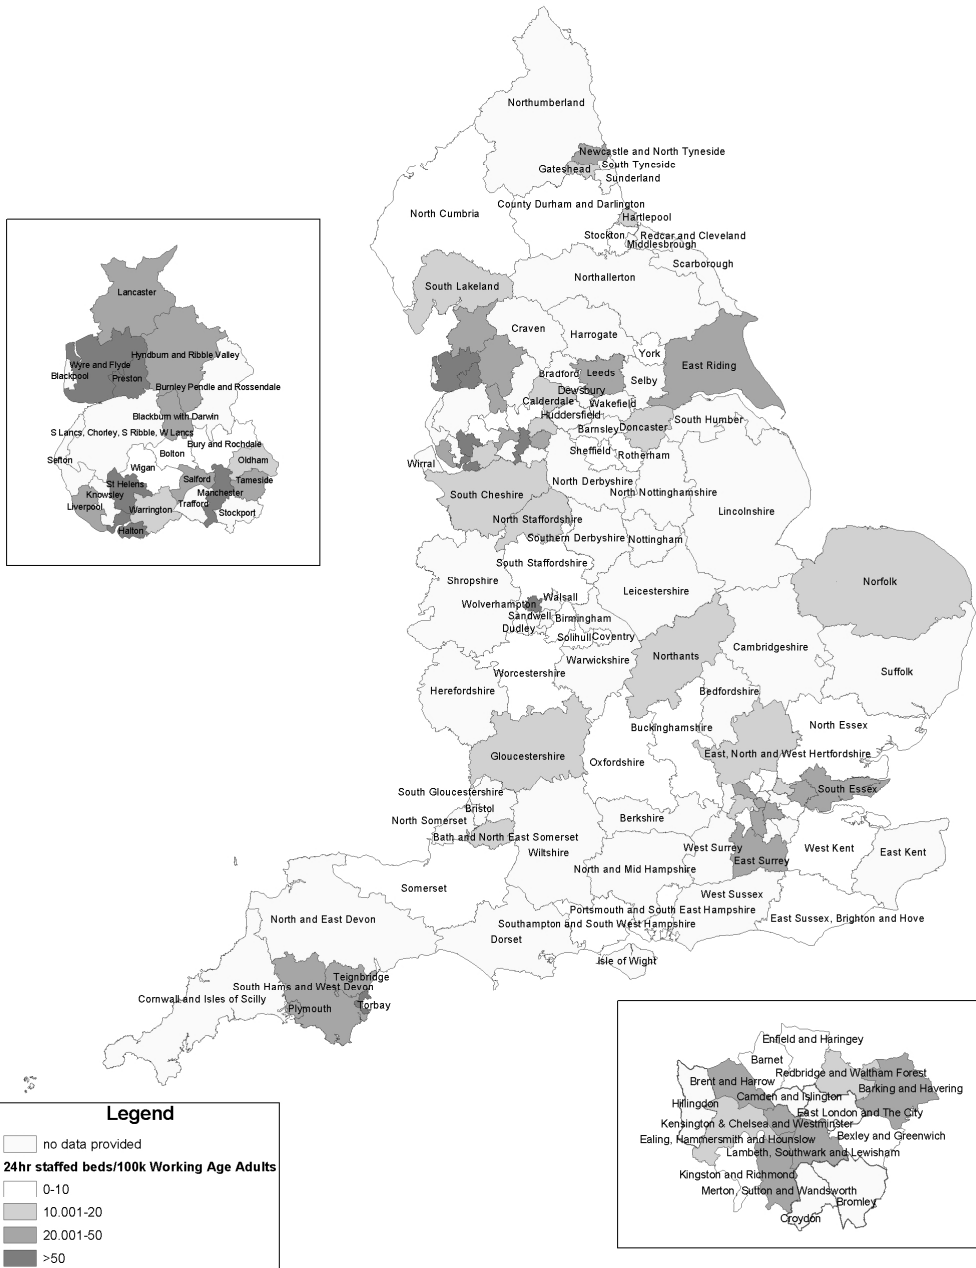 Northumberland
Newcastle and North Tyneside
South Tyneside
Gateshead
Sunderland
County Durham and Darlington
North Cumbria
Hartlepool
Stockton
Redcar and Cleveland
Middlesbrough
Scarborough
Northallerton
South Lakeland
Craven
Harrogate
York
East Riding
Bradford
Leeds
Selby
Dewsbury
Calderdale
Wakefield
Huddersfield
South Humber
Barnsley
Doncaster
Sheffield
Rotherham
Wirral
North Derbyshire
South Cheshire
North Nottinghamshire
Lincolnshire
North Staffordshire
Southern Derbyshire
Nottingham
South Staffordshire
Shropshire
Norfolk
Leicestershire
Walsall
Wolverhampton
Sandwell
Birmingham
Dudley
Solihull
Coventry
Cambridgeshire
Northants
Warwickshire
Worcestershire
Suffolk
Herefordshire
Bedfordshire
North Essex
Buckinghamshire
East, North and West Hertfordshire
Gloucestershire
Oxfordshire
South Gloucestershire
South Essex
Bristol
North Somerset
Berkshire
Bath and North East Somerset
West Surrey
West Kent
East Kent
Wiltshire
East Surrey
North and Mid Hampshire
Somerset
West Sussex
Portsmouth and South East Hampshire
North and East Devon
Southampton and South West Hampshire
East Sussex, Brighton and Hove
Dorset
Isle of Wight
Teignbridge
South Hams and West Devon
Cornwall and Isles of Scilly
Plymouth
Torbay
Lancaster
Hyndburn and Ribble Valley
Wyre and Flyde
Blackpool
Preston
Burnley Pendle and Rossendale
Blackburn with Darwin
S Lancs, Chorley, S Ribble, W Lancs
Bury and Rochdale
Bolton
Sefton
Oldham
Wigan
St Helens
Salford
Tameside
Knowsley
Manchester
Liverpool
Trafford
Warrington
Stockport
Halton
Enfield and Haringey
Barnet
Redbridge and Waltham Forest
Brent and Harrow
Barking and Havering
Camden and Islington
Hillingdon
East London and The City
Kensington & Chelsea and Westminster
Bexley and Greenwich
Ealing, Hammersmith and Hounslow
Lambeth, Southwark and Lewisham
Kingston and Richmond
Merton, Sutton and Wandsworth
Bromley
Croydon
Legend
no data provided
24hr staffed beds/100k Working Age Adults
0-10
10.001-20
20.001-50
>50